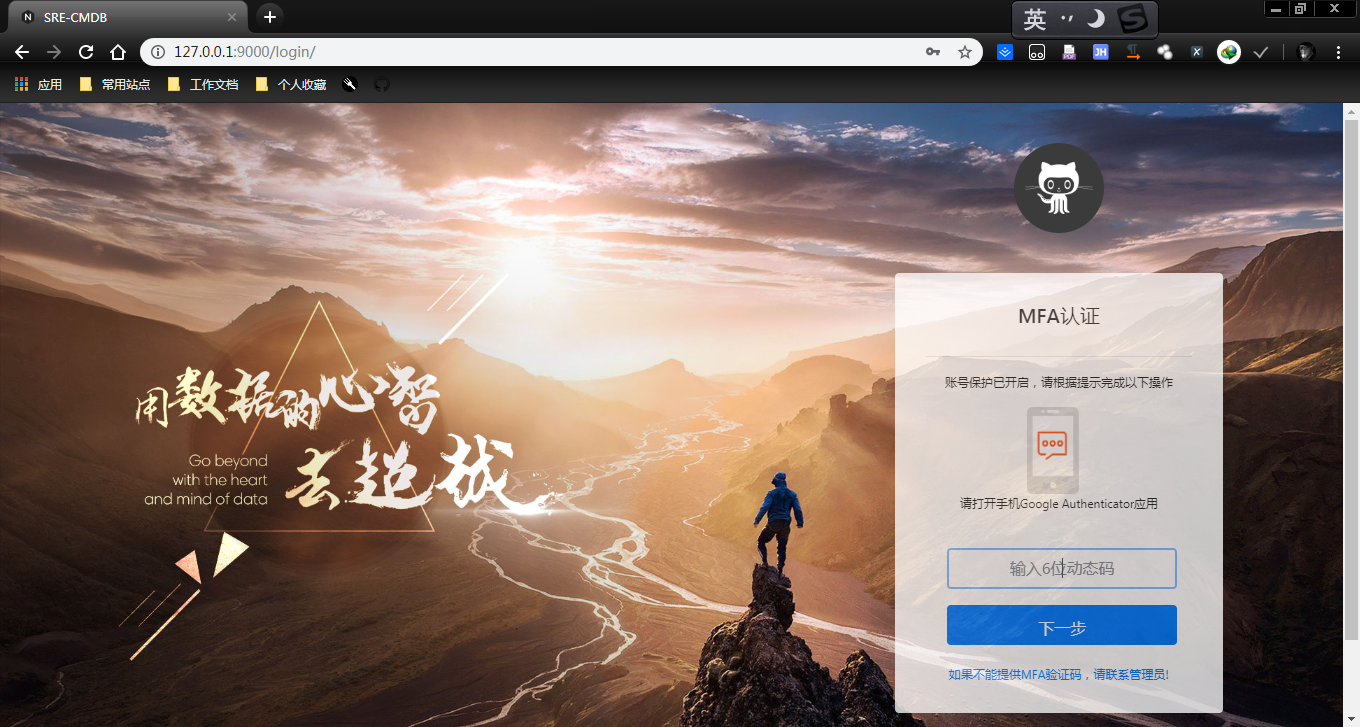 SRE-CMDB
英
127.0.0.1:9000/login/
应用
常用站点
工作文档
个人收藏
用数据的心智
去超拔
Go beyond
with the heart
and mind of data
MFA认证
账号保护已开启，请根据提示完成以下操作
请打开手机Google Authenticator应用
输入6位动态码
下一步
如果不能提供MFA验证码，请联系管理员!